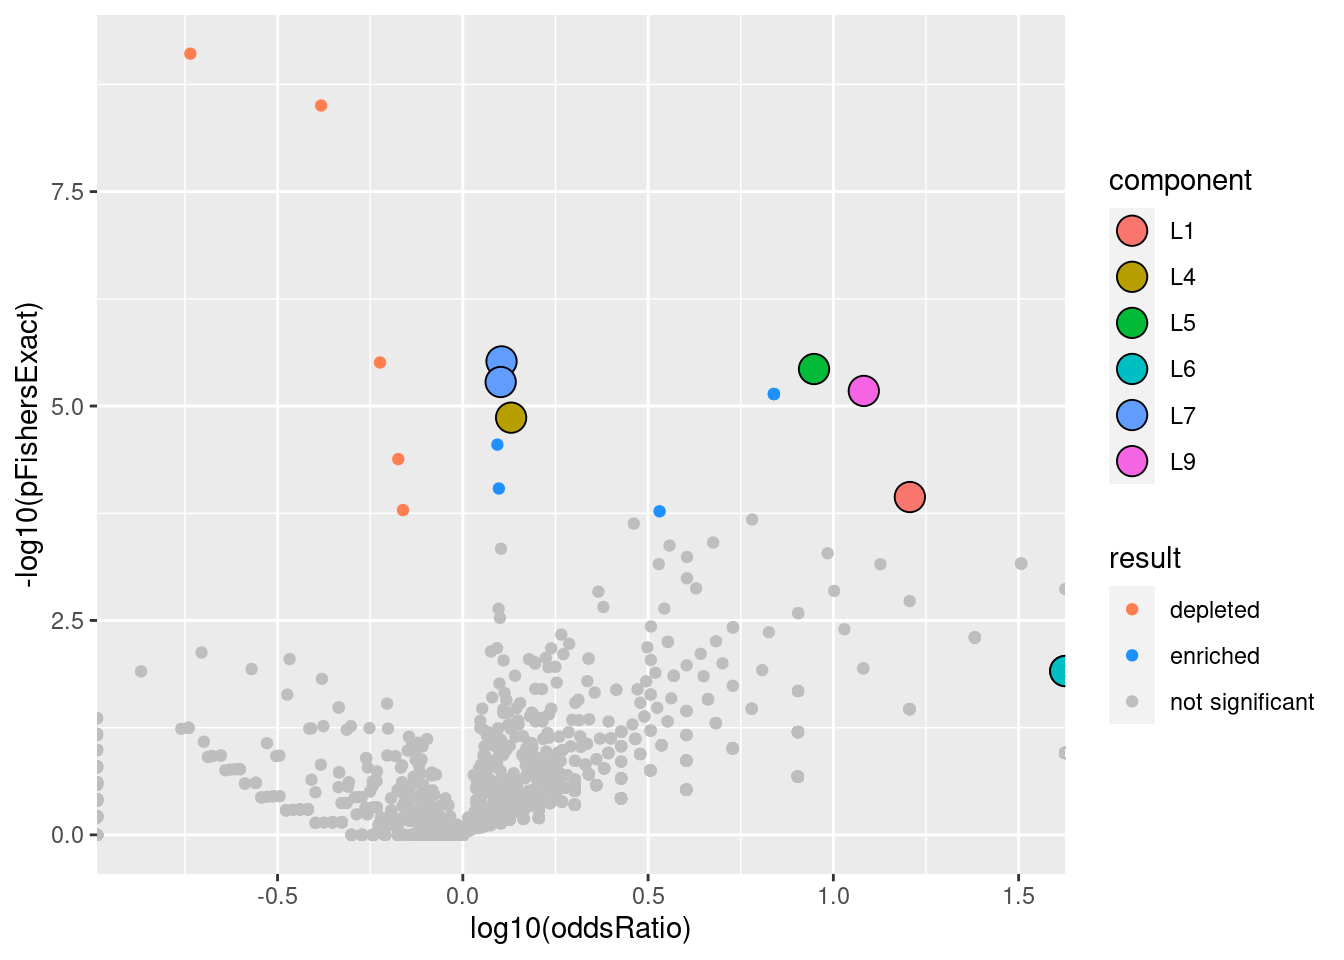 -log10(pFishersExact)
7.5
5.0
2.5
0.0
-0.5
0.0
0.5
1.0
1.5
log10(oddsRatio)
component
L1
L4
L5
L6
L7
L9
result
depleted
enriched
not significant